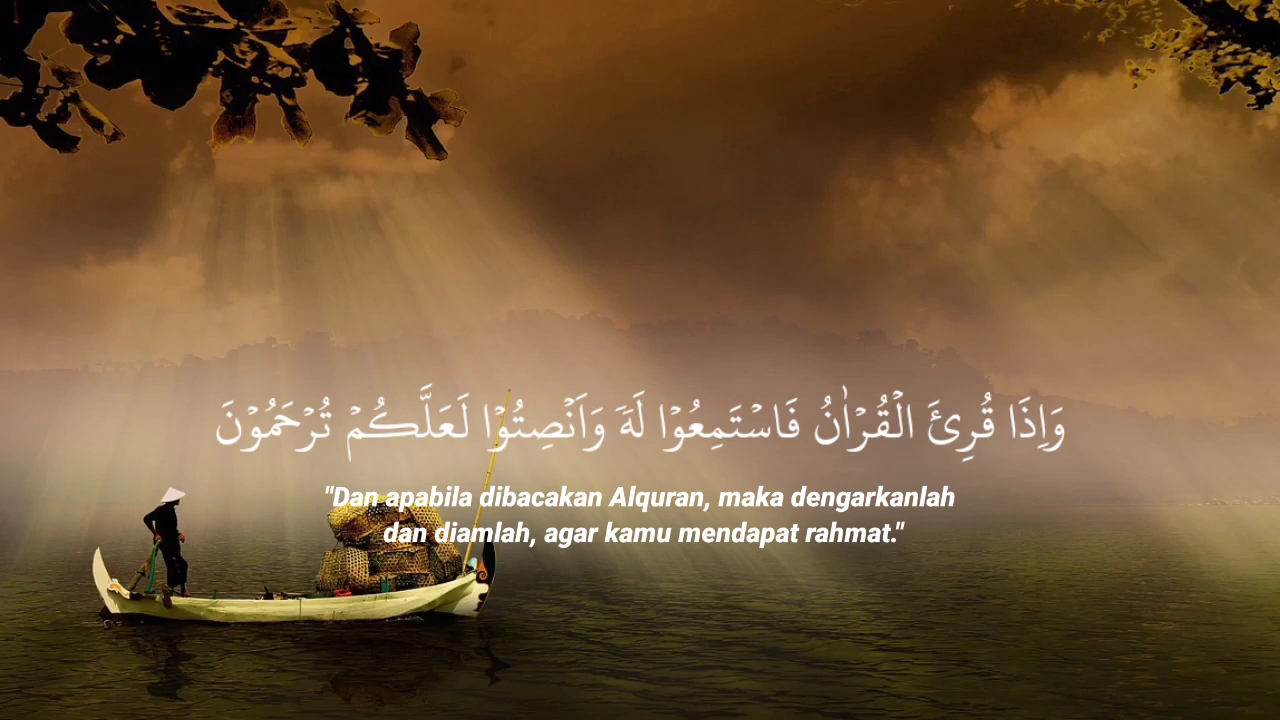 وَاِذَا قُرِئَ الْقُرْاٰنُ فَاسْتَمِعُوْا لَهٗ وَاَنْصِتُوْا لَعَلَّكُمْ تُرْحَمُوْنَ
"Dan apabila dibacakan Alquran, maka dengarkanlah
dan diamlah, agar kamu mendapat rahmat."